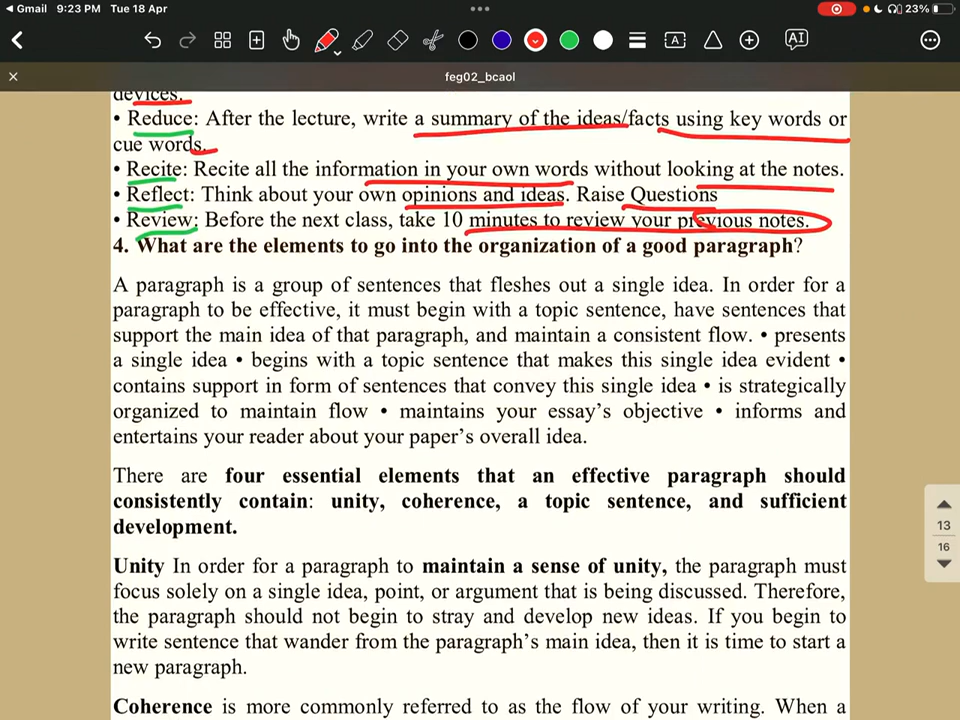 Gmail 9:23 PM Tue 18 Apr 23%
A AI
feg02_bcaol
devices.
• Reduce: After the lecture, write a summary of the ideas/facts using key words or
cue words.
• Recite: Recite all the information in your own words without looking at the notes.
• Reflect: Think about your own opinions and ideas. Raise Questions
• Review: Before the next class, take 10 minutes to review your previous notes.
4. What are the elements to go into the organization of a good paragraph?
A paragraph is a group of sentences that fleshes out a single idea. In order for a
paragraph to be effective, it must begin with a topic sentence, have sentences that
support the main idea of that paragraph, and maintain a consistent flow. • presents
a single idea • begins with a topic sentence that makes this single idea evident •
contains support in form of sentences that convey this single idea • is strategically
organized to maintain flow • maintains your essay's objective • informs and
entertains your reader about your paper's overall idea.
There are four essential elements that an effective paragraph should
consistently contain: unity, coherence, a topic sentence, and sufficient
development.
13
16
Unity In order for a paragraph to maintain a sense of unity, the paragraph must
focus solely on a single idea, point, or argument that is being discussed. Therefore,
the paragraph should not begin to stray and develop new ideas. If you begin to
write sentence that wander from the paragraph's main idea, then it is time to start a
new paragraph.
Coherence is more commonly referred to as the flow of your writing. When a